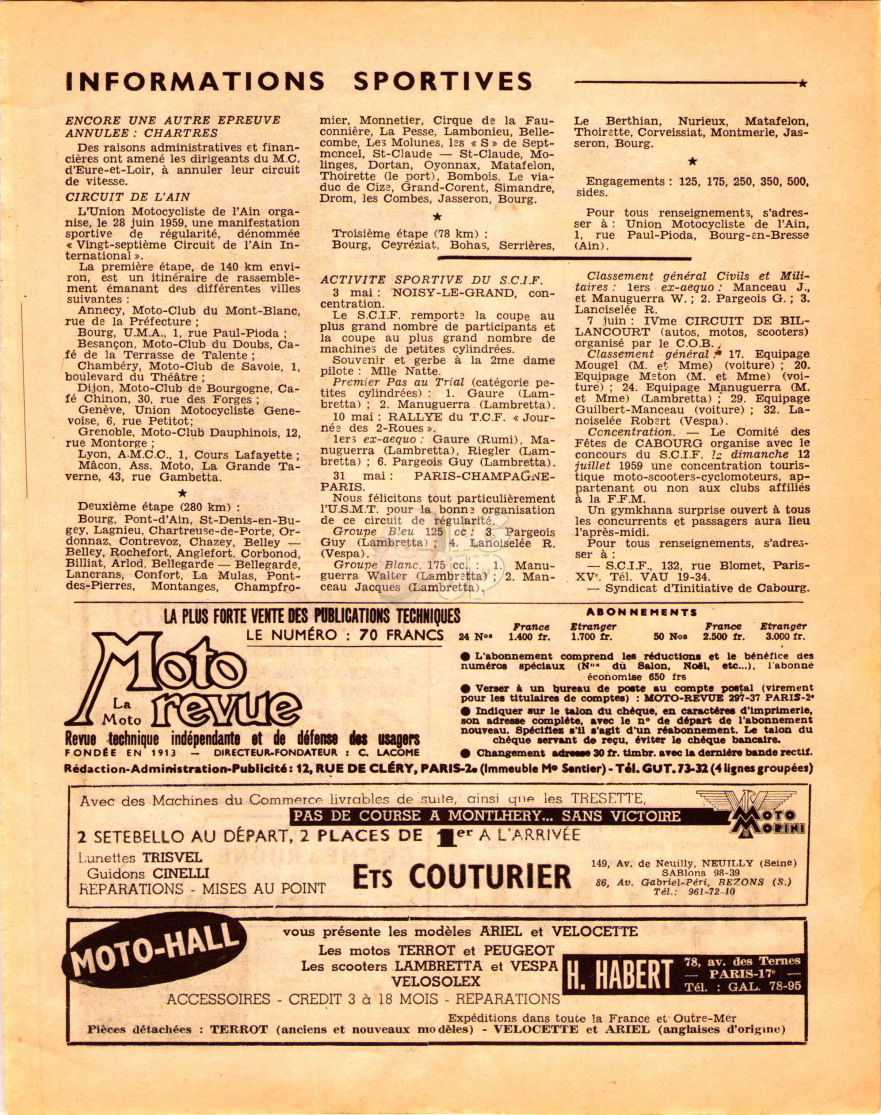 INFORMATIONS SPORTIVES
ENCORE UNE AUTRE EPREUVE
ANNULEE : CHARTRES
Des raisons administratives et finan-
cières ont amené les dirigeants du M.C.
d'Eure-et-Loir, à annuler leur circuit
de vitesse.
CIRCUIT DE L'AIN
L'Union Motocycliste de l'Ain orga-
nise, le 28 juin 1959, une manifestation
sportive de régularité, dénommée
« Vingt-septième Circuit de l'Ain In-
ternational ».
La première étape, de 140 km envi-
ron, est un itinéraire de rassemble-
ment émanant des différentes villes
suivantes :
Annecy, Moto-Club du Mont-Blanc,
rue de la Préfecture ;
Bourg, U.M.A., 1, rue Paul-Pioda ;
Besançon, Moto-Club du Doubs, Ca-
fé de la Terrasse de Talente ;
Chambéry, Moto-Club de Savoie, 1,
boulevard du Théâtre ;
Dijon, Moto-Club de Bourgogne, Ca-
fé Chinon, 30, rue des Forges ;
Genève, Union Motocycliste Gene-
voise, 6, rue Petitot;
Grenoble, Moto-Club Dauphinois, 12,
rue Montorge ;
Lyon, A.M.C.C., 1, Cours Lafayette ;
Mâcon, Ass. Moto, La Grande Ta-
verne, 43, rue Gambetta.
Deuxième étape (280 km) :
Bourg, Pont-d'Ain, St-Denis-en-Bu-
gey, Lagnieu, Chartreuse-de-Porte, Or-
donnaz, Contrevoz, Chazey, Belley —
Belley, Rochefort, Anglefort, Corbonod,
Billiat, Arlod, Bellegarde — Bellegarde,
Lancrans, Confort, La Mulas, Pont-
des-Pierres, Montanges, Champfro-
mier, Monnetier, Cirque de la Fau-
connière, La Pesse, Lambonieu, Belle-
combe, Les Molunes, les « S » de Sept-
moncel, St-Claude — St-Claude, Mo-
linges, Dortan, Oyonnax, Matafelon,
Thoirette (le port), Bombois, Le via-
duc de Cize, Grand-Corent, Simandre,
Drom, les Combes, Jasseron, Bourg.
Troisième étape (78 km) :
Bourg, Ceyréziat, Bohas, Serrières,
Le Berthian, Nurieux, Matafelon,
Thoirette, Corveissiat, Montmerle, Jas-
seron, Bourg.
Engagements : 125, 175, 250, 350, 500,
sides.
Pour tous renseignements, s'adres-
ser à : Union Motocycliste de l'Ain,
1, rue Paul-Pioda, Bourg-en-Bresse
(Ain).
ACTIVITE SPORTIVE DU S.C.I.F.
3 mai : NOISY-LE-GRAND, con-
centration.
Le S.C.I.F. remporte la coupe au
plus grand nombre de participants et
la coupe au plus grand nombre de
machines de petites cylindrées.
Souvenir et gerbe à la 2me dame
pilote : Mlle Natte.
Premier Pas au Trial (catégorie pe-
tites cylindrées) : 1. Gaure (Lam-
bretta) ; 2. Manuguerra (Lambretta).
10 mai : RALLYE du T.C.F. « Jour-
née des 2-Roues ».
1ers ex-aequo : Gaure (Rumi), Ma-
nuguerra (Lambretta), Riegler (Lam-
bretta) ; 6. Pargeois Guy (Lambretta).
31 mai : PARIS-CHAMPAGNE-
PARIS.
Nous félicitons tout particulièrement
l'U.S.M.T. pour la bonne organisation
de ce circuit de régularité.
Groupe Bleu 125 cc : 3. Pargeois
Guy (Lambretta) ; 4. Lanoiselée R.
(Vespa).
Groupe Blanc 175 cc. : 1. Manu-
guerra Walter (Lambretta) ; 2. Man-
ceau Jacques (Lambretta).
Classement général Civils et Mili-
taires : 1ers ex-aequo : Manceau J.,
et Manuguerra W. ; 2. Pargeois G. ; 3.
Lanciselée R.
7 juin : IVme CIRCUIT DE BIL-
LANCOURT (autos, motos, scooters)
organisé par le C.O.B.
Classement général : 17. Equipage
Mougel (M. et Mme) (voiture) ; 20.
Equipage Meton (M. et Mme) (voi-
ture) ; 24. Equipage Manuguerra (M.
et Mme) (Lambretta) ; 29. Equipage
Guilbert-Manceau (voiture) ; 32. La-
noiselée Robert (Vespa).
Concentration. — Le Comité des
Fêtes de CABOURG organise avec le
concours du S.C.I.F. le dimanche 12
juillet 1959 une concentration touris-
tique moto-scooters-cyclomoteurs, ap-
partenant ou non aux clubs affiliés
à la F.F.M.
Un gymkhana surprise ouvert à tous
les concurrents et passagers aura lieu
l'après-midi.
Pour tous renseignements, s'adres-
ser à :
— S.C.I.F., 132, rue Blomet, Paris-
XVe. Tél. VAU 19-34.
— Syndicat d'Initiative de Cabourg.
LA PLUS FORTE VENTE DES PUBLICATIONS TECHNIQUES
LE NUMÉRO : 70 FRANCS
Moto
revue
La
Moto
Revue technique indépendante et de défense des usagers
FONDÉE EN 1913 — DIRECTEUR-FONDATEUR : C. LACOME
ABONNEMENTS
France Etranger France Etranger
24 Nos 1.400 fr. 1.700 fr. 50 Nos 2.500 fr. 3.000 fr.
● L'abonnement comprend les réductions et le bénéfice des
numéros spéciaux (Nos du Salon, Noël, etc...), l'abonné
économise 650 frs
● Verser à un bureau de poste au compte postal (virement
pour les titulaires de comptes) : MOTO-REVUE 297-37 PARIS-2e
● Indiquer sur le talon du chèque, en caractères d'imprimerie,
son adresse complète, avec le n° de départ de l'abonnement
nouveau. Spécifiez s'il s'agit d'un réabonnement. Le talon du
chèque servant de reçu, éviter le chèque bancaire.
● Changement adresse 30 fr. timbr. avec la dernière bande rectif.
Rédaction-Administration-Publicité : 12, RUE DE CLÉRY, PARIS-2e (Immeuble Mo Sentier) - Tél. GUT. 73-32 (4 lignes groupées)
Avec des Machines du Commerce livrables de suite, ainsi que les TRESETTE,
PAS DE COURSE A MONTLHERY... SANS VICTOIRE
MOTO
MORINI
2 SETEBELLO AU DÉPART, 2 PLACES DE 1er A L'ARRIVÉE
Lunettes TRISVEL
Guidons CINELLI
REPARATIONS - MISES AU POINT
ETS COUTURIER
149, Av. de Neuilly, NEUILLY (Seine)
SABlons 98-39
86, Av. Gabriel-Péri, BEZONS (S.)
Tél.: 961-72-10
MOTO-HALL
vous présente les modèles ARIEL et VELOCETTE
Les motos TERROT et PEUGEOT
Les scooters LAMBRETTA et VESPA
VELOSOLEX
H. HABERT
78, av. des Ternes
— PARIS-17e —
Tél. : GAL. 78-95
ACCESSOIRES - CREDIT 3 à 18 MOIS - REPARATIONS
Expéditions dans toute la France et Outre-Mer
Pièces détachées : TERROT (anciens et nouveaux modèles) - VELOCETTE et ARIEL (anglaises d'origine)